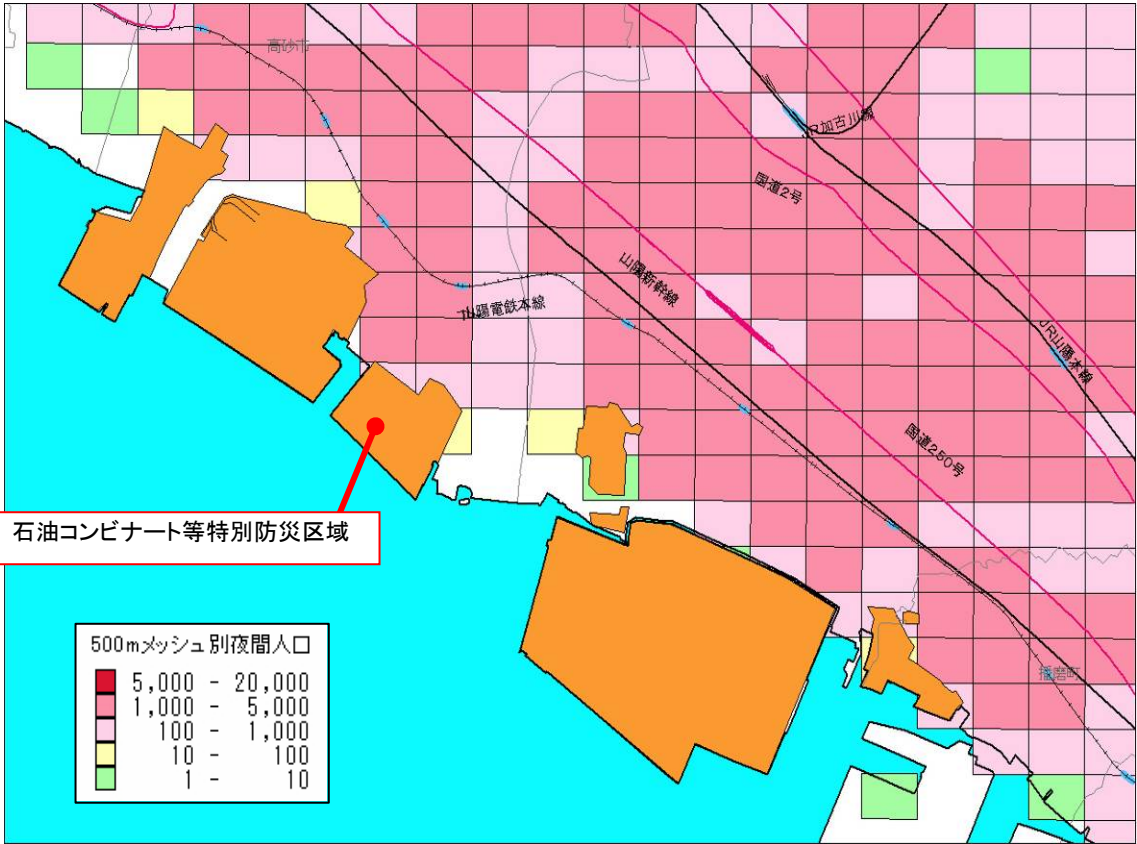 高砂市
JR加古川線
国道2号
山陽新幹線
山陽電鉄本線
JR山陽本線
国道250号
石油コンビナート等特別防災区域
播磨町
500mメッシュ別夜間人口
5,000 - 20,000
1,000 - 5,000
100 - 1,000
10 - 100
1 - 10